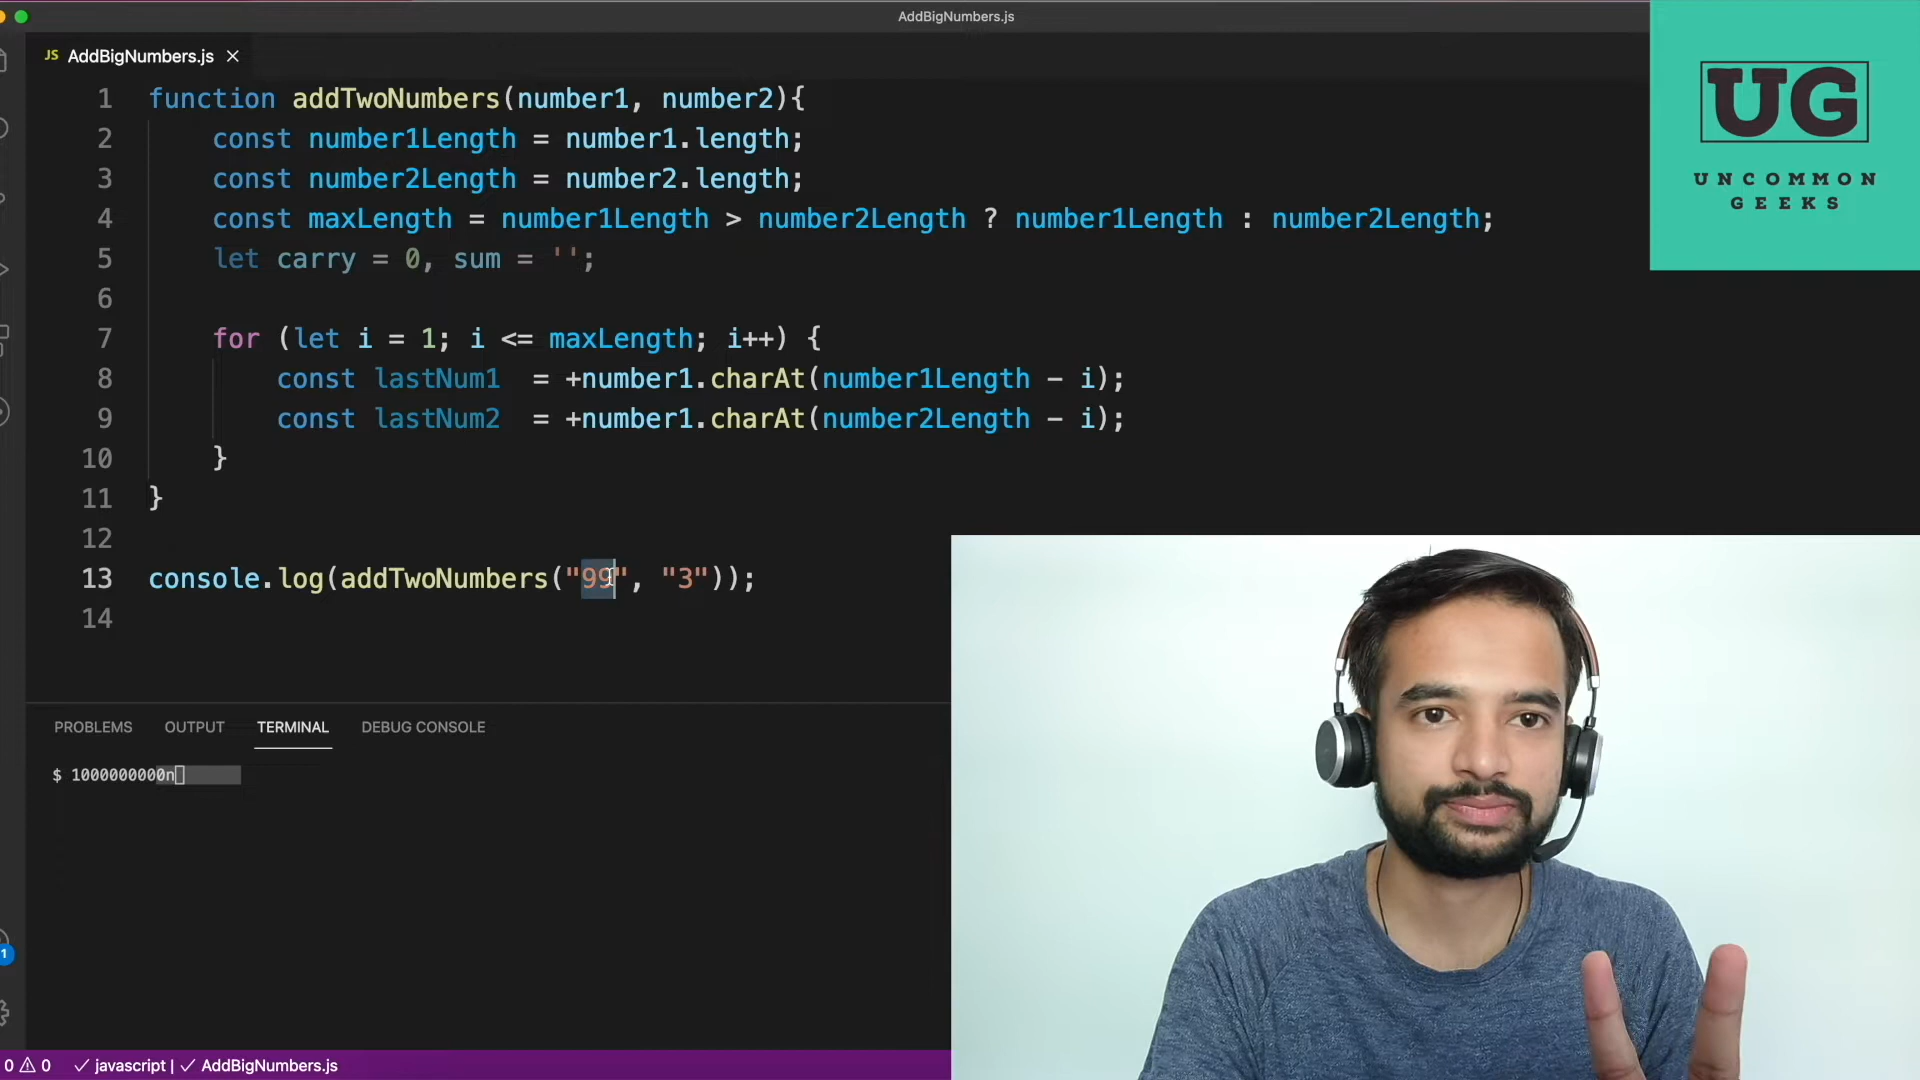 AddBigNumbers.js
JS AddBigNumbers.js
1 function addTwoNumbers(number1, number2){
2 const number1Length = number1.length;
3 const number2Length = number2.length;
4 const maxLength = number1Length > number2Length ? number1Length : number2Length;
5 let carry = 0, sum = '';
6
7 for (let i = 1; i <= maxLength; i++) {
8 const lastNum1 = +number1.charAt(number1Length - i);
9 const lastNum2 = +number1.charAt(number2Length - i);
10 }
11 }
12
13 console.log(addTwoNumbers("99", "3"));
14
UG
UNCOMMON
GEEKS
PROBLEMS OUTPUT TERMINAL DEBUG CONSOLE
$ 1000000000n
1
0 ⚠ 0 ✓ javascript | ✓ AddBigNumbers.js